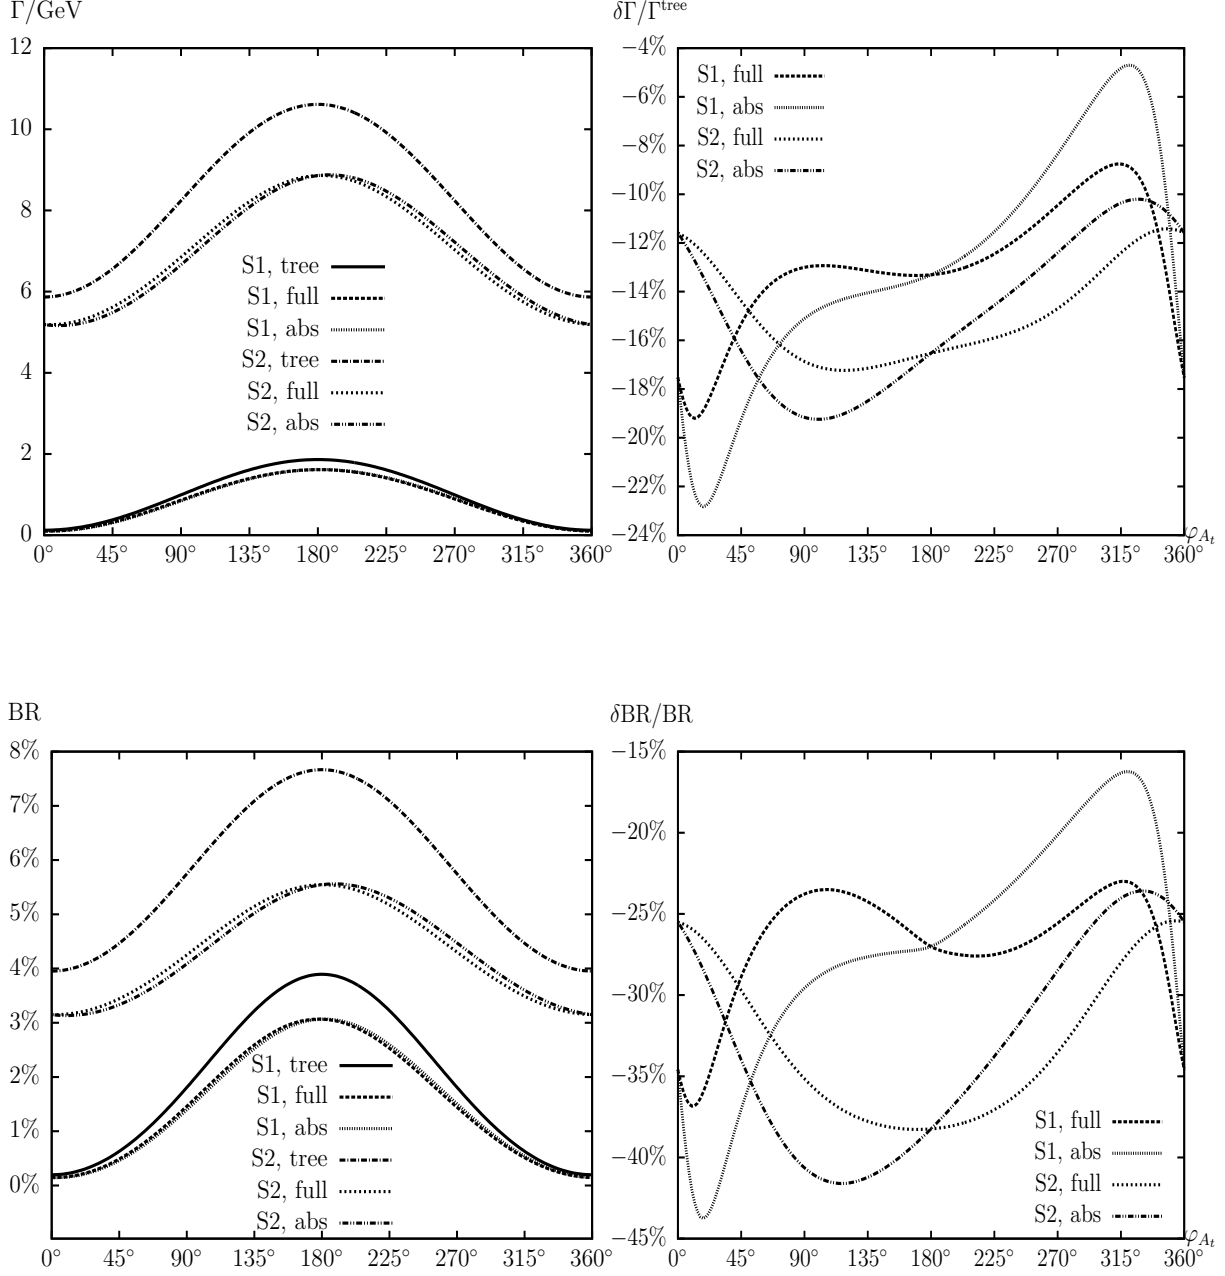 Γ/GeV
12
10
8
6
4
2
0
S1, tree
S1, full
S1, abs
S2, tree
S2, full
S2, abs
0° 45° 90° 135° 180° 225° 270° 315° 360°
δΓ/Γ^tree
−4%
−6%
−8%
−10%
−12%
−14%
−16%
−18%
−20%
−22%
−24%
S1, full
S1, abs
S2, full
S2, abs
0° 45° 90° 135° 180° 225° 270° 315° 360°
φ_{A_t}
BR
8%
7%
6%
5%
4%
3%
2%
1%
0%
S1, tree
S1, full
S1, abs
S2, tree
S2, full
S2, abs
0° 45° 90° 135° 180° 225° 270° 315° 360°
δBR/BR
−15%
−20%
−25%
−30%
−35%
−40%
−45%
S1, full
S1, abs
S2, full
S2, abs
0° 45° 90° 135° 180° 225° 270° 315° 360°
φ_{A_t}